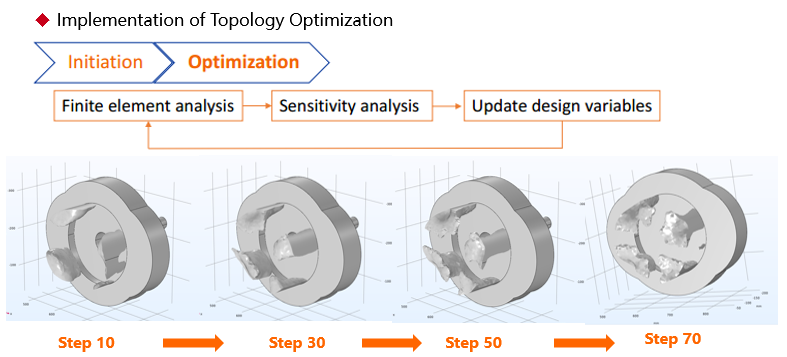 Implementation of Topology Optimization
Initiation
Optimization
Finite element analysis
Sensitivity analysis
Update design variables
Step 10
Step 30
Step 50
Step 70